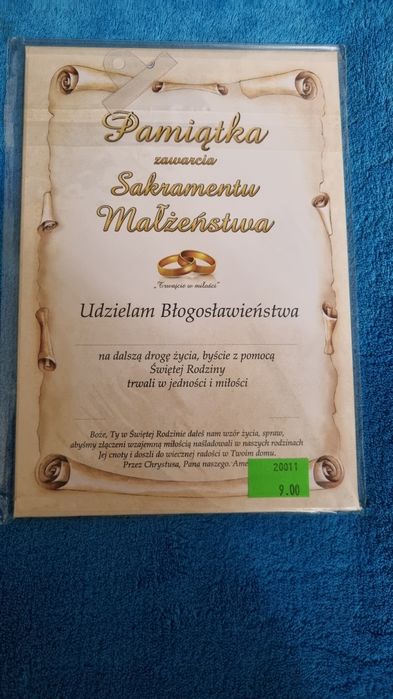 Pamiątka
zawarcia
Sakramentu
Małżeństwa
„Trwajcie w miłości"
Udzielam Błogosławieństwa
na dalszą drogę życia, byście z pomocą
Świętej Rodziny
trwali w jedności i miłości
Boże, Ty w Świętej Rodzinie dałeś nam wzór życia, spraw,
abyśmy złączeni wzajemną miłością naśladowali w naszych rodzinach
Jej cnoty i doszli do wiecznej radości w Twoim domu.
Przez Chrystusa, Pana naszego. Ame
20011
9.00